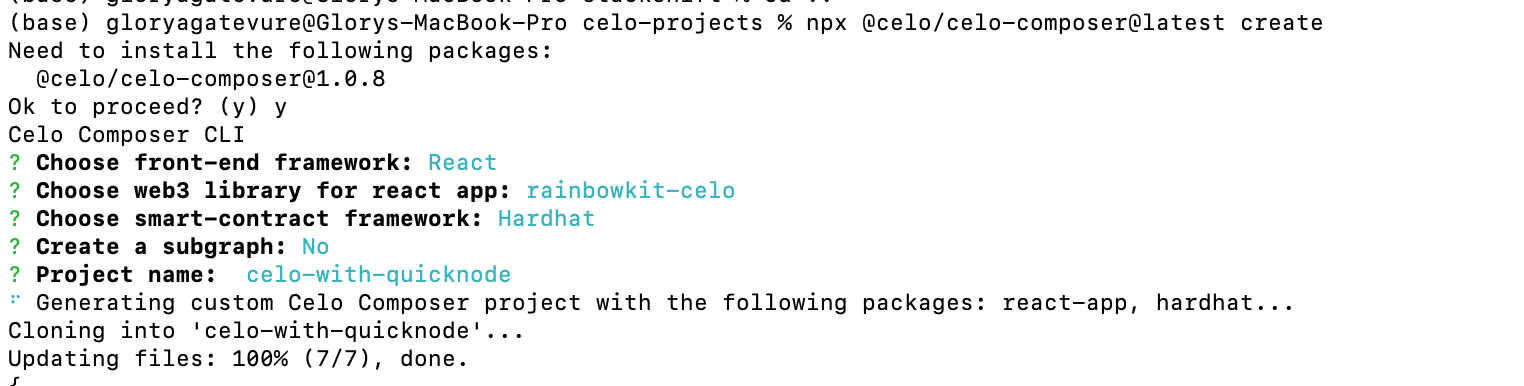 (base) gloryagatevure@Glorys-MacBook-Pro celo-projects % npx @celo/celo-composer@latest create
Need to install the following packages:
  @celo/celo-composer@1.0.8
Ok to proceed? (y) y
Celo Composer CLI
? Choose front-end framework: React
? Choose web3 library for react app: rainbowkit-celo
? Choose smart-contract framework: Hardhat
? Create a subgraph: No
? Project name:  celo-with-quicknode
⠋ Generating custom Celo Composer project with the following packages: react-app, hardhat...
Cloning into 'celo-with-quicknode'...
Updating files: 100% (7/7), done.
{